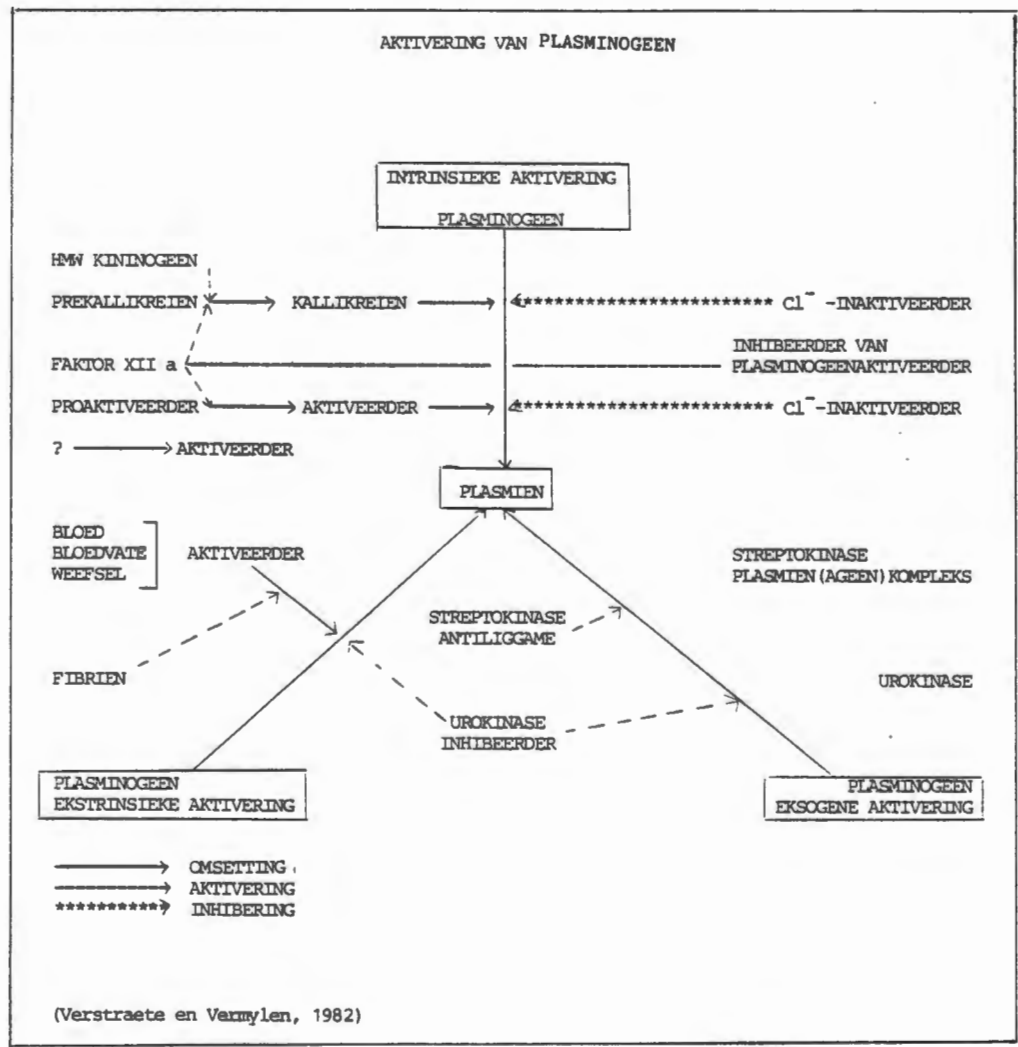 AKTIVERING VAN PLASMINOGEEN
INTRINSIEKE AKTIVERING
PLASMINOGEEN
HMW KININOGEEN
PREKALLIKREIEN KALLIKREIEN Cl⁻ -INAKTIVEERDER
INHIBEERDER VAN
FAKTOR XII a PLASMINOGEENAKTIVEERDER
PROAKTIVEERDER AKTIVEERDER Cl⁻-INAKTIVEERDER
? AKTIVEERDER
PLASMIEN
BLOED
BLOEDVATE AKTIVEERDER
WEEFSEL
STREPTOKINASE
PLASMIEN(AGEEN)KOMPLEKS
STREPTOKINASE
ANTILIGGAME
FIBRIEN
UROKINASE
UROKINASE
INHIBEERDER
PLASMINOGEEN
EKSTRINSIEKE AKTIVERING
PLASMINOGEEN
EKSOGENE AKTIVERING
OMSETTING
AKTIVERING
INHIBERING
(Verstraete en Vermylen, 1982)